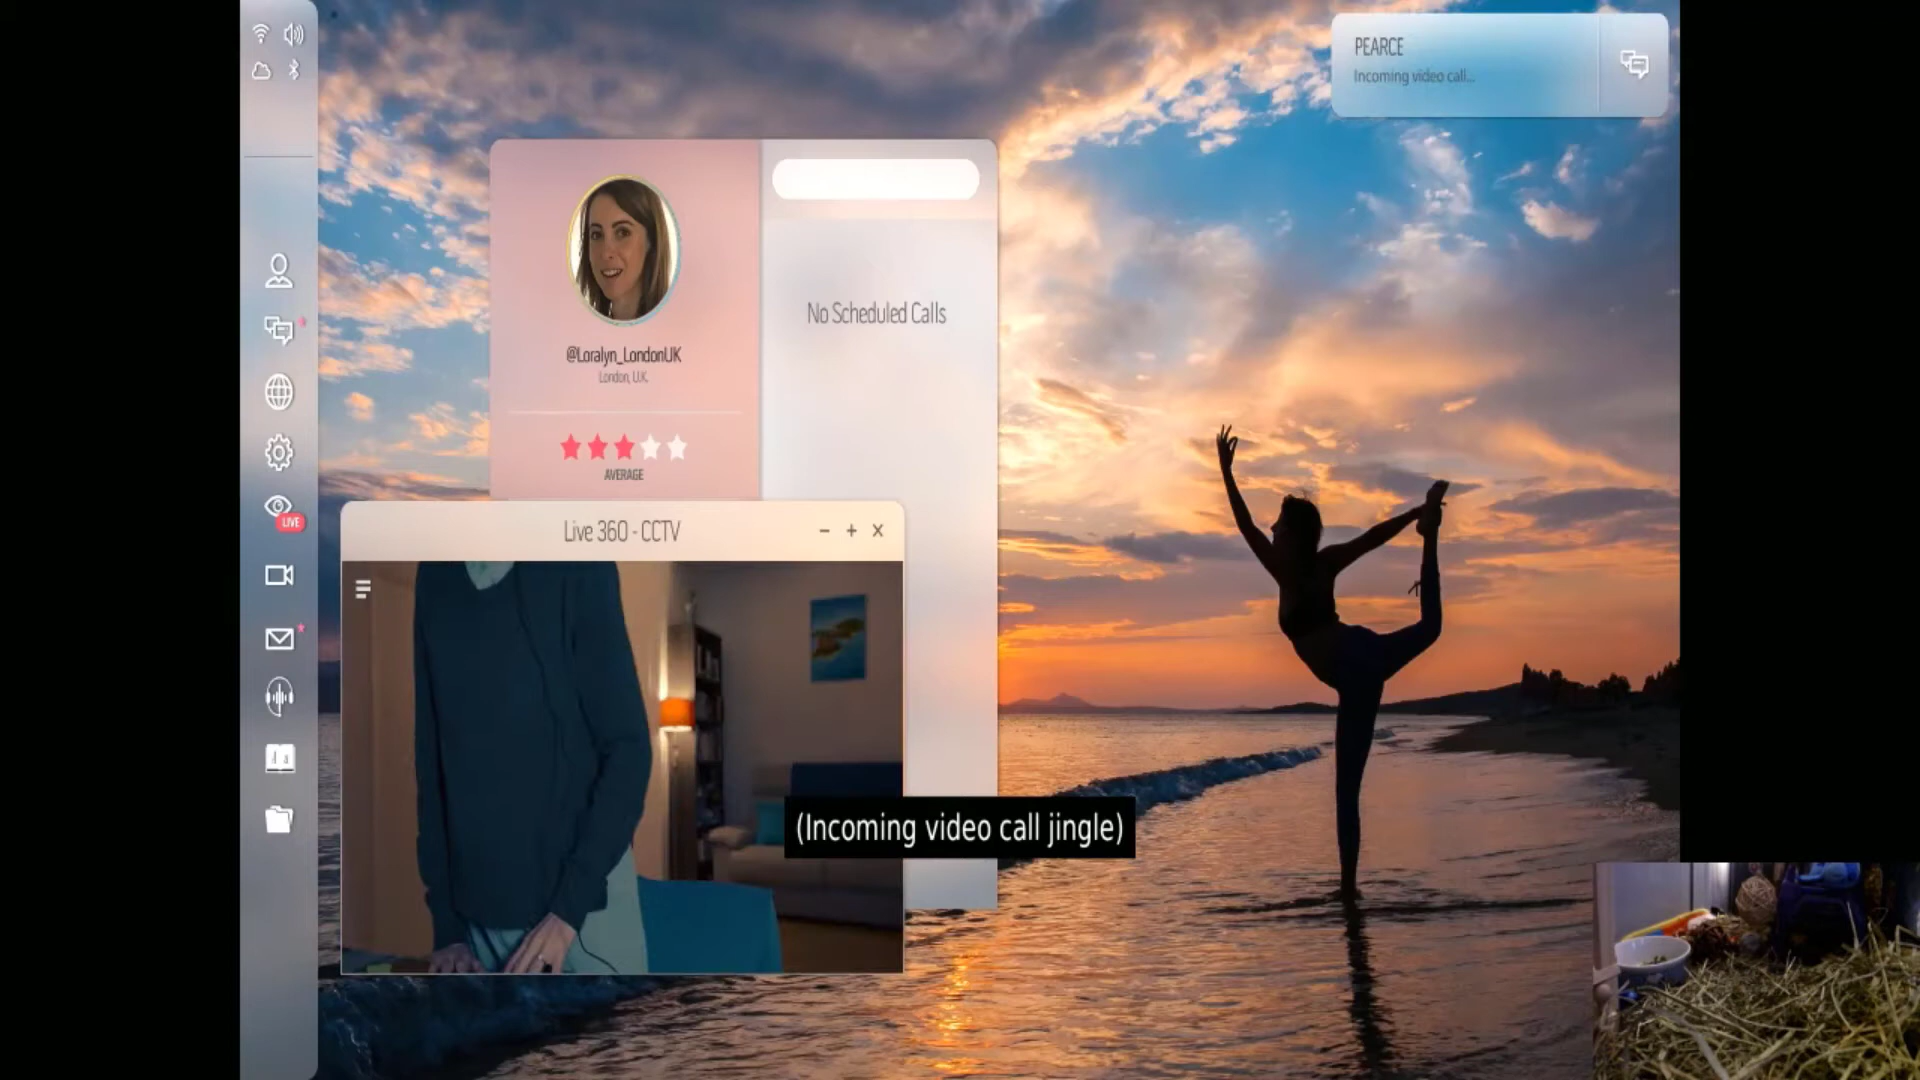 PEARCE
Incoming video call...
@Loralyn_LondonUK
London, U.K.
AVERAGE
No Scheduled Calls
LIVE
Live 360 - CCTV
(Incoming video call jingle)